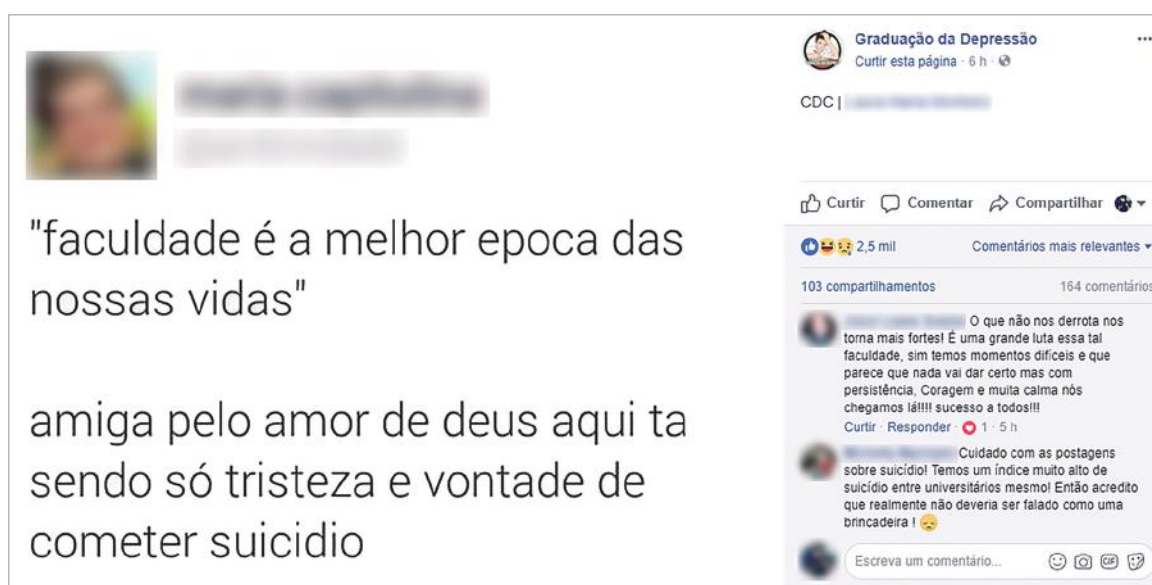 "faculdade é a melhor epoca das
nossas vidas"
amiga pelo amor de deus aqui ta
sendo só tristeza e vontade de
cometer suicidio
Graduação da Depressão
Curtir esta página · 6 h ·
CDC |
Curtir Comentar Compartilhar
2,5 mil Comentários mais relevantes
103 compartilhamentos 164 comentários
O que não nos derrota nos
torna mais fortes! É uma grande luta essa tal
faculdade, sim temos momentos difíceis e que
parece que nada vai dar certo mas com
persistência, Coragem e muita calma nós
chegamos lá!!!! sucesso a todos!!!
Curtir · Responder · 1 · 5 h
Cuidado com as postagens
sobre suicídio! Temos um índice muito alto de
suicídio entre universitários mesmo! Então acredito
que realmente não deveria ser falado como uma
brincadeira !
Escreva um comentário... GIF